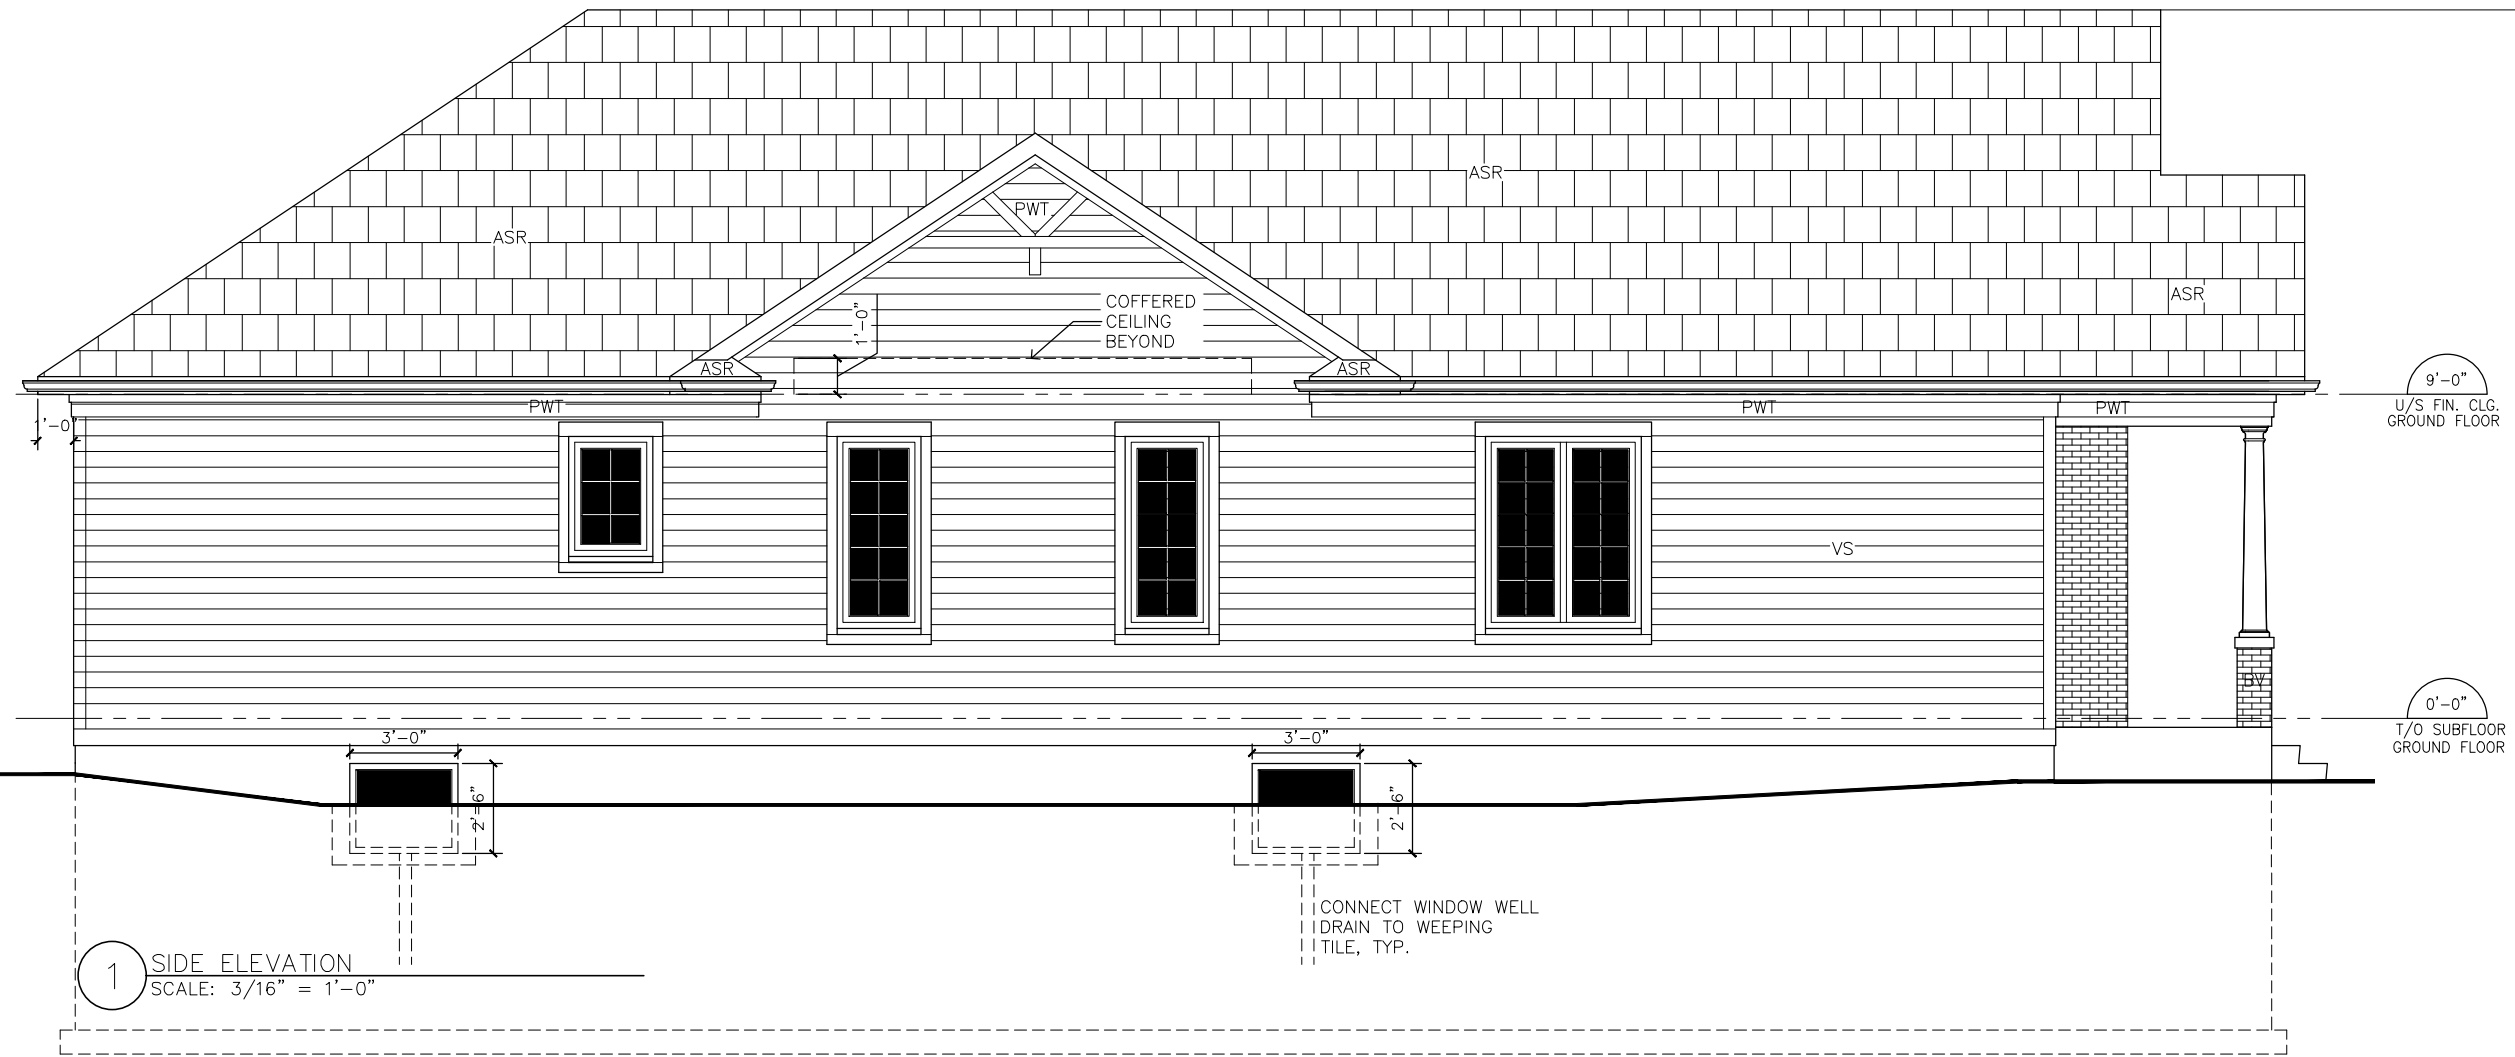 ASR
PWT
ASR
ASR
1'-0"
COFFERED
CEILING
BEYOND
ASR
ASR
9'-0"
U/S FIN. CLG.
GROUND FLOOR
PWT
PWT
PWT
1'-0"
VS
BV
0'-0"
T/O SUBFLOOR
GROUND FLOOR
3'-0"
3'-0"
2'-6"
2'-6"
CONNECT WINDOW WELL
DRAIN TO WEEPING
TILE, TYP.
1
SIDE ELEVATION
SCALE: 3/16" = 1'-0"